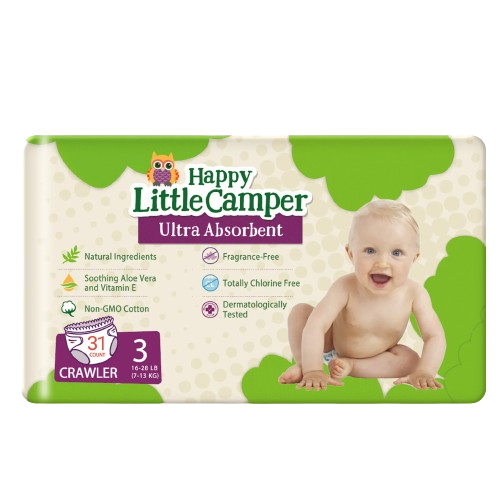 Happy
Little Camper
Ultra Absorbent
Natural Ingredients
Soothing Aloe Vera
and Vitamin E
Non-GMO Cotton
Fragrance-Free
Totally Chlorine Free
Dermatologically
Tested
31
COUNT
CRAWLER
3
16-28 LB
(7-13 KG)